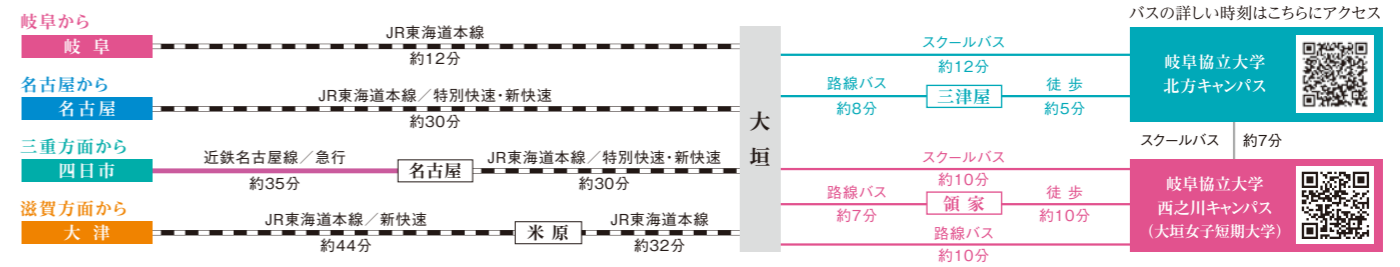 バスの詳しい時刻はこちらにアクセス
岐阜から
岐阜
JR東海道本線
約12分
名古屋から
名古屋
JR東海道本線／特別快速・新快速
約30分
三重方面から
四日市
近鉄名古屋線／急行
約35分
名古屋
JR東海道本線／特別快速・新快速
約30分
滋賀方面から
大津
JR東海道本線／新快速
約44分
米原
JR東海道本線
約32分
大垣
スクールバス
約12分
路線バス
約8分
三津屋
徒歩
約5分
岐阜協立大学
北方キャンパス
スクールバス
約7分
スクールバス
約10分
路線バス
約7分
領家
徒歩
約10分
路線バス
約10分
岐阜協立大学
西之川キャンパス
（大垣女子短期大学）